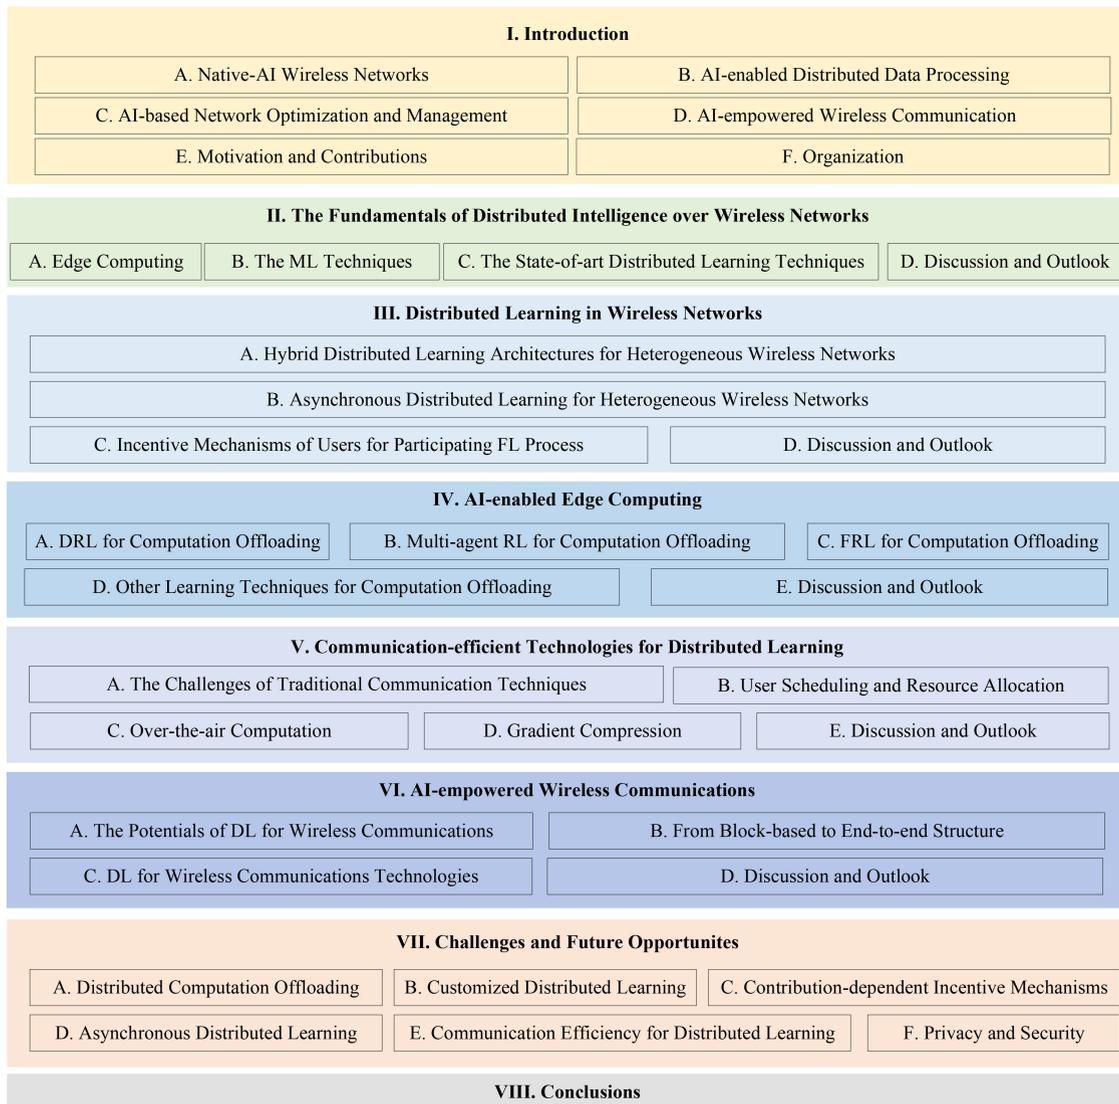 I. Introduction
A. Native-AI Wireless Networks
B. AI-enabled Distributed Data Processing
C. AI-based Network Optimization and Management
D. AI-empowered Wireless Communication
E. Motivation and Contributions
F. Organization
II. The Fundamentals of Distributed Intelligence over Wireless Networks
A. Edge Computing
B. The ML Techniques
C. The State-of-art Distributed Learning Techniques
D. Discussion and Outlook
III. Distributed Learning in Wireless Networks
A. Hybrid Distributed Learning Architectures for Heterogeneous Wireless Networks
B. Asynchronous Distributed Learning for Heterogeneous Wireless Networks
C. Incentive Mechanisms of Users for Participating FL Process
D. Discussion and Outlook
IV. AI-enabled Edge Computing
A. DRL for Computation Offloading
B. Multi-agent RL for Computation Offloading
C. FRL for Computation Offloading
D. Other Learning Techniques for Computation Offloading
E. Discussion and Outlook
V. Communication-efficient Technologies for Distributed Learning
A. The Challenges of Traditional Communication Techniques
B. User Scheduling and Resource Allocation
C. Over-the-air Computation
D. Gradient Compression
E. Discussion and Outlook
VI. AI-empowered Wireless Communications
A. The Potentials of DL for Wireless Communications
B. From Block-based to End-to-end Structure
C. DL for Wireless Communications Technologies
D. Discussion and Outlook
VII. Challenges and Future Opportunites
A. Distributed Computation Offloading
B. Customized Distributed Learning
C. Contribution-dependent Incentive Mechanisms
D. Asynchronous Distributed Learning
E. Communication Efficiency for Distributed Learning
F. Privacy and Security
VIII. Conclusions